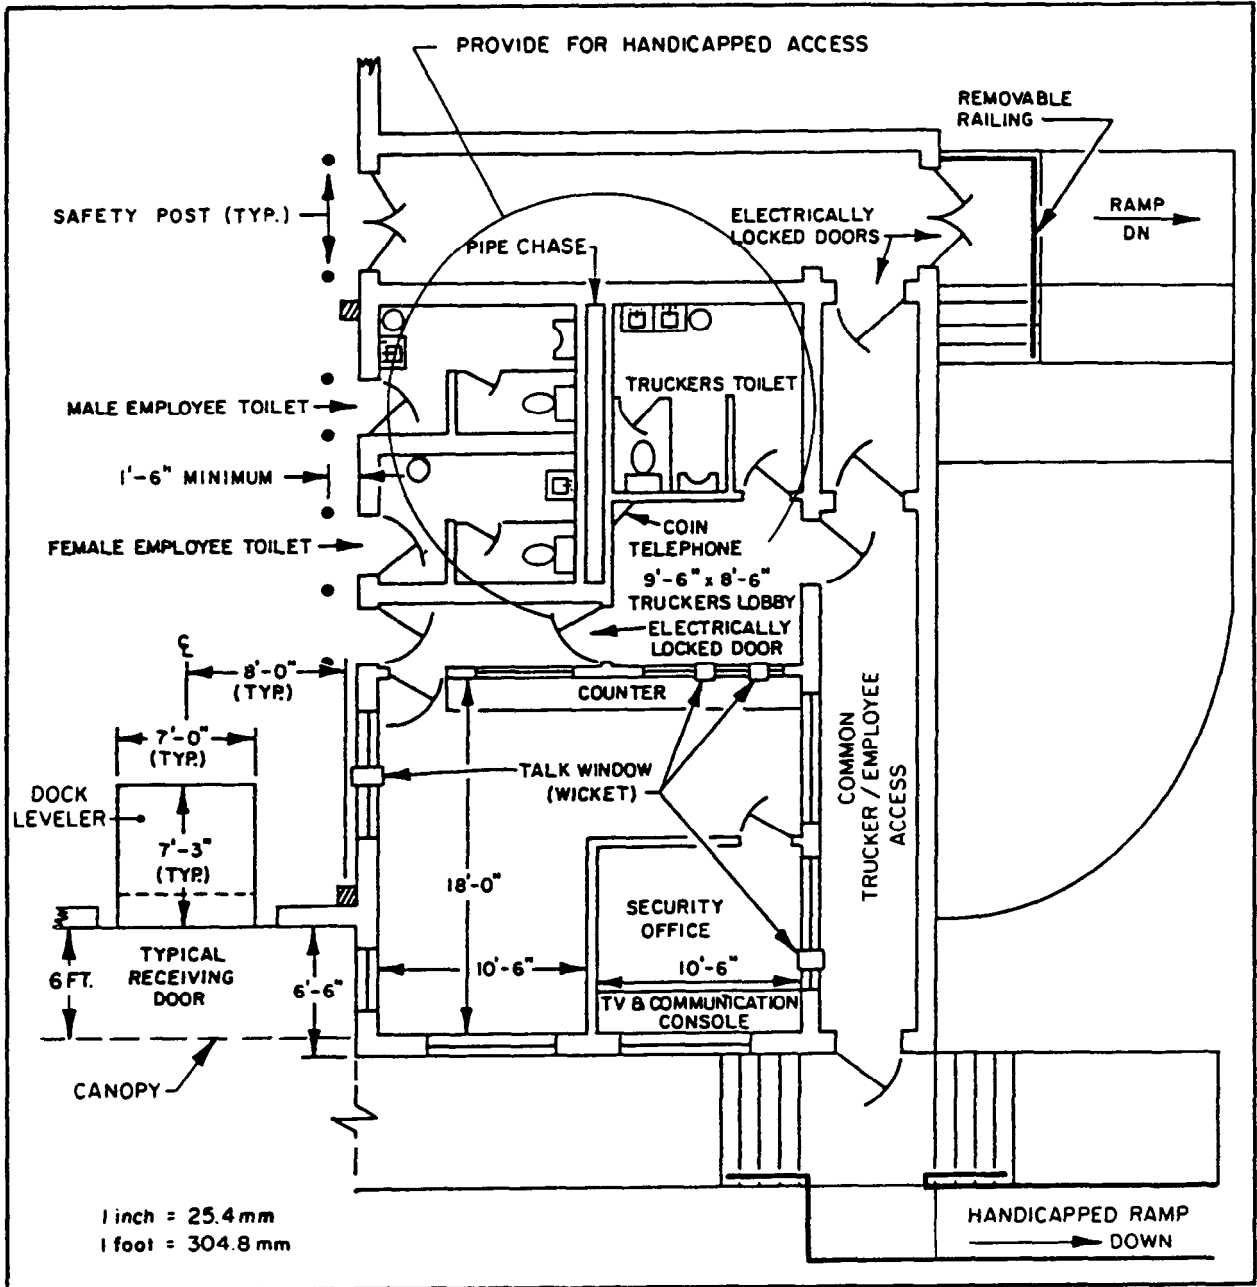 PROVIDE FOR HANDICAPPED ACCESS
REMOVABLE
RAILING
SAFETY POST (TYP.)
ELECTRICALLY
LOCKED DOORS
RAMP
DN
PIPE CHASE
TRUCKERS TOILET
MALE EMPLOYEE TOILET
1'-6" MINIMUM
FEMALE EMPLOYEE TOILET
COIN
TELEPHONE
9'-6" x 8'-6"
TRUCKERS LOBBY
ELECTRICALLY
LOCKED DOOR
℄
8'-0"
(TYP.)
COUNTER
7'-0"
(TYP.)
TALK WINDOW
(WICKET)
COMMON
TRUCKER / EMPLOYEE
ACCESS
DOCK
LEVELER
7'-3"
(TYP.)
18'-0"
SECURITY
OFFICE
TYPICAL
RECEIVING
DOOR
6 FT.
6'-6"
10'-6"
10'-6"
TV & COMMUNICATION
CONSOLE
CANOPY
1 inch = 25.4 mm
1 foot = 304.8 mm
HANDICAPPED RAMP
DOWN